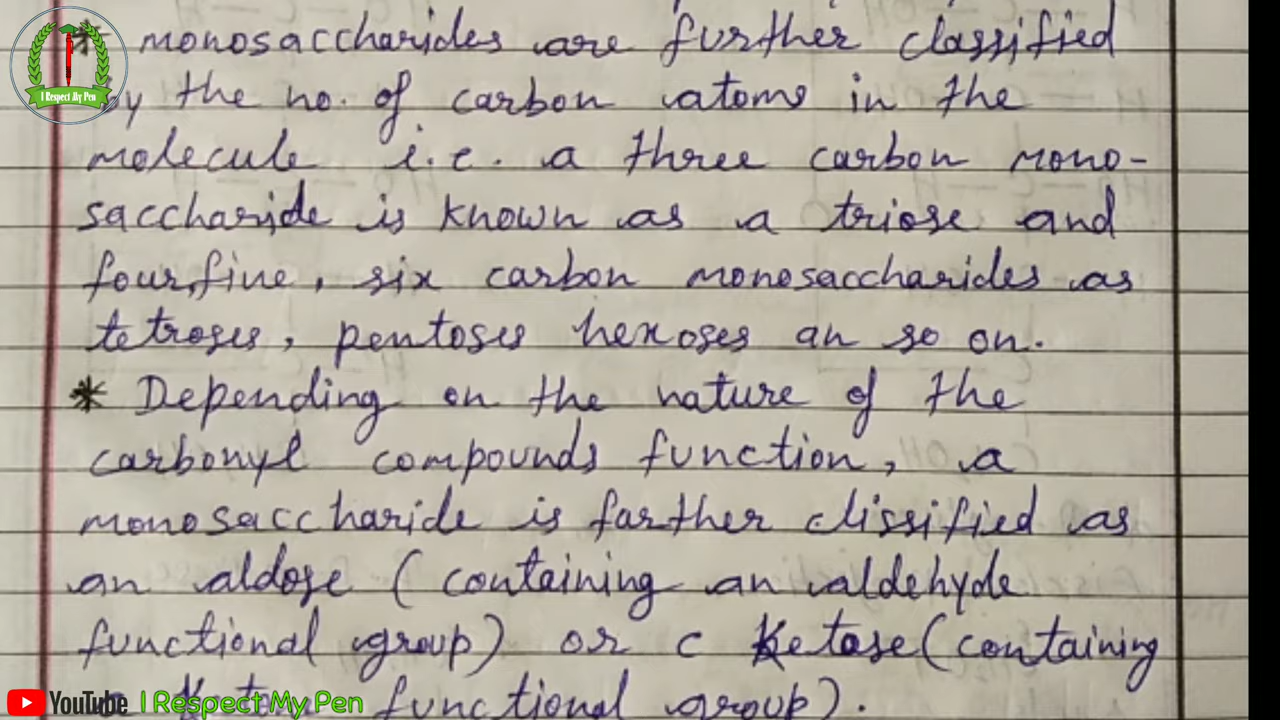 * monosaccharides are further classified
by the no. of carbon atoms in the
molecule i.e. a three carbon mono-
saccharide is known as a triose and
four, fine, six carbon monosaccharides as
tetroses, pentoses hexoses an so on.
* Depending on the nature of the
carbonyl compounds function, a
monosaccharide is farther clissified as
an aldose (containing an aldehyde
functional group) or c Ketose (containing
functional group).
I Respect My Pen
YouTube I Respect My Pen